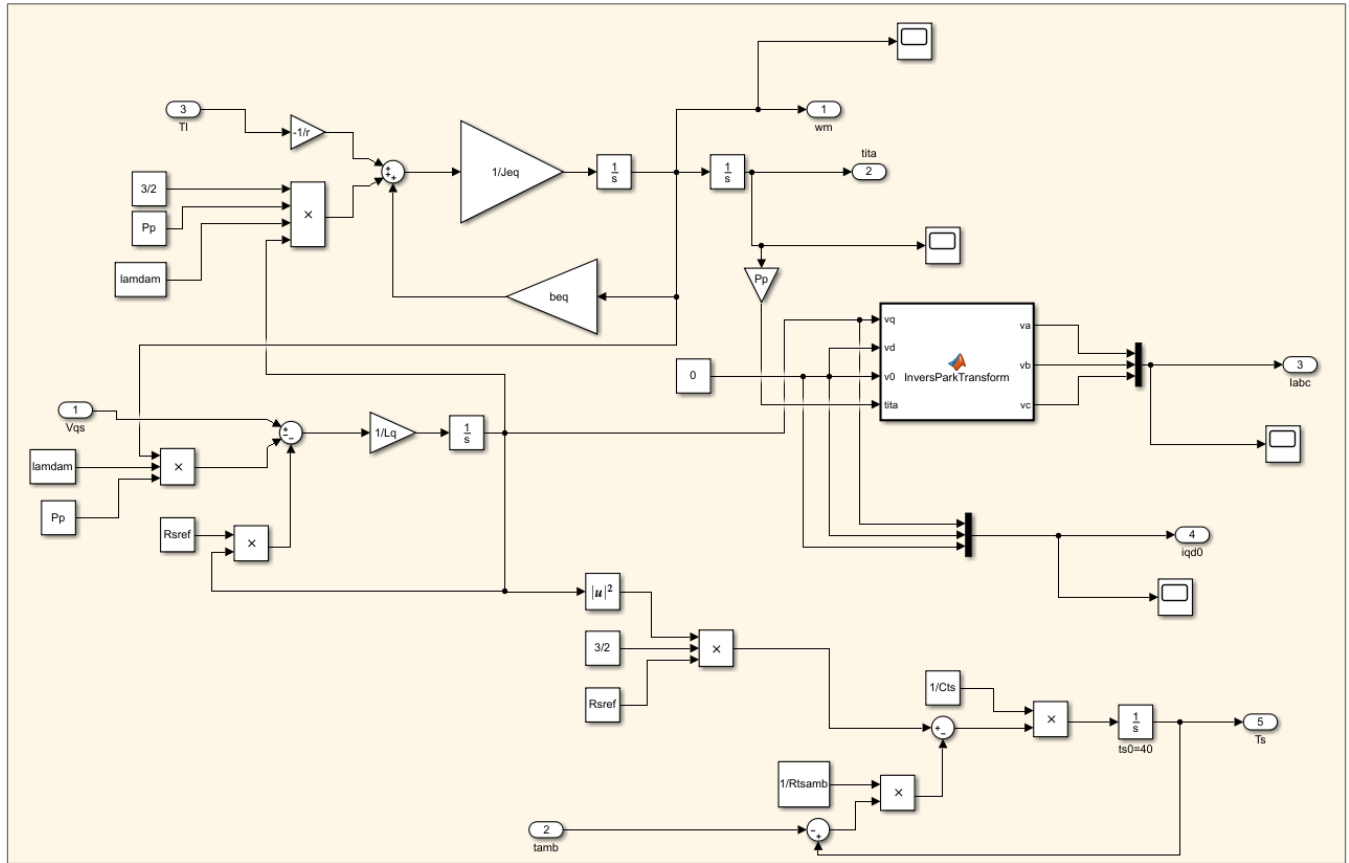 3
Tl
-1/r
1
wm
tita
2
3/2
Pp
lamdam
×
+
+
+
1/Jeq
1
s
1
s
beq
Pp
0
vq
vd
v0
tita
InversParkTransform
va
vb
vc
3
Iabc
1
Vqs
lamdam
Pp
×
+
-
-
1/Lq
1
s
Rsref
×
4
iqd0
|u|²
3/2
Rsref
×
1/Cts
+
-
×
1
s
ts0=40
5
Ts
1/Rtsamb
×
2
tamb
-
+